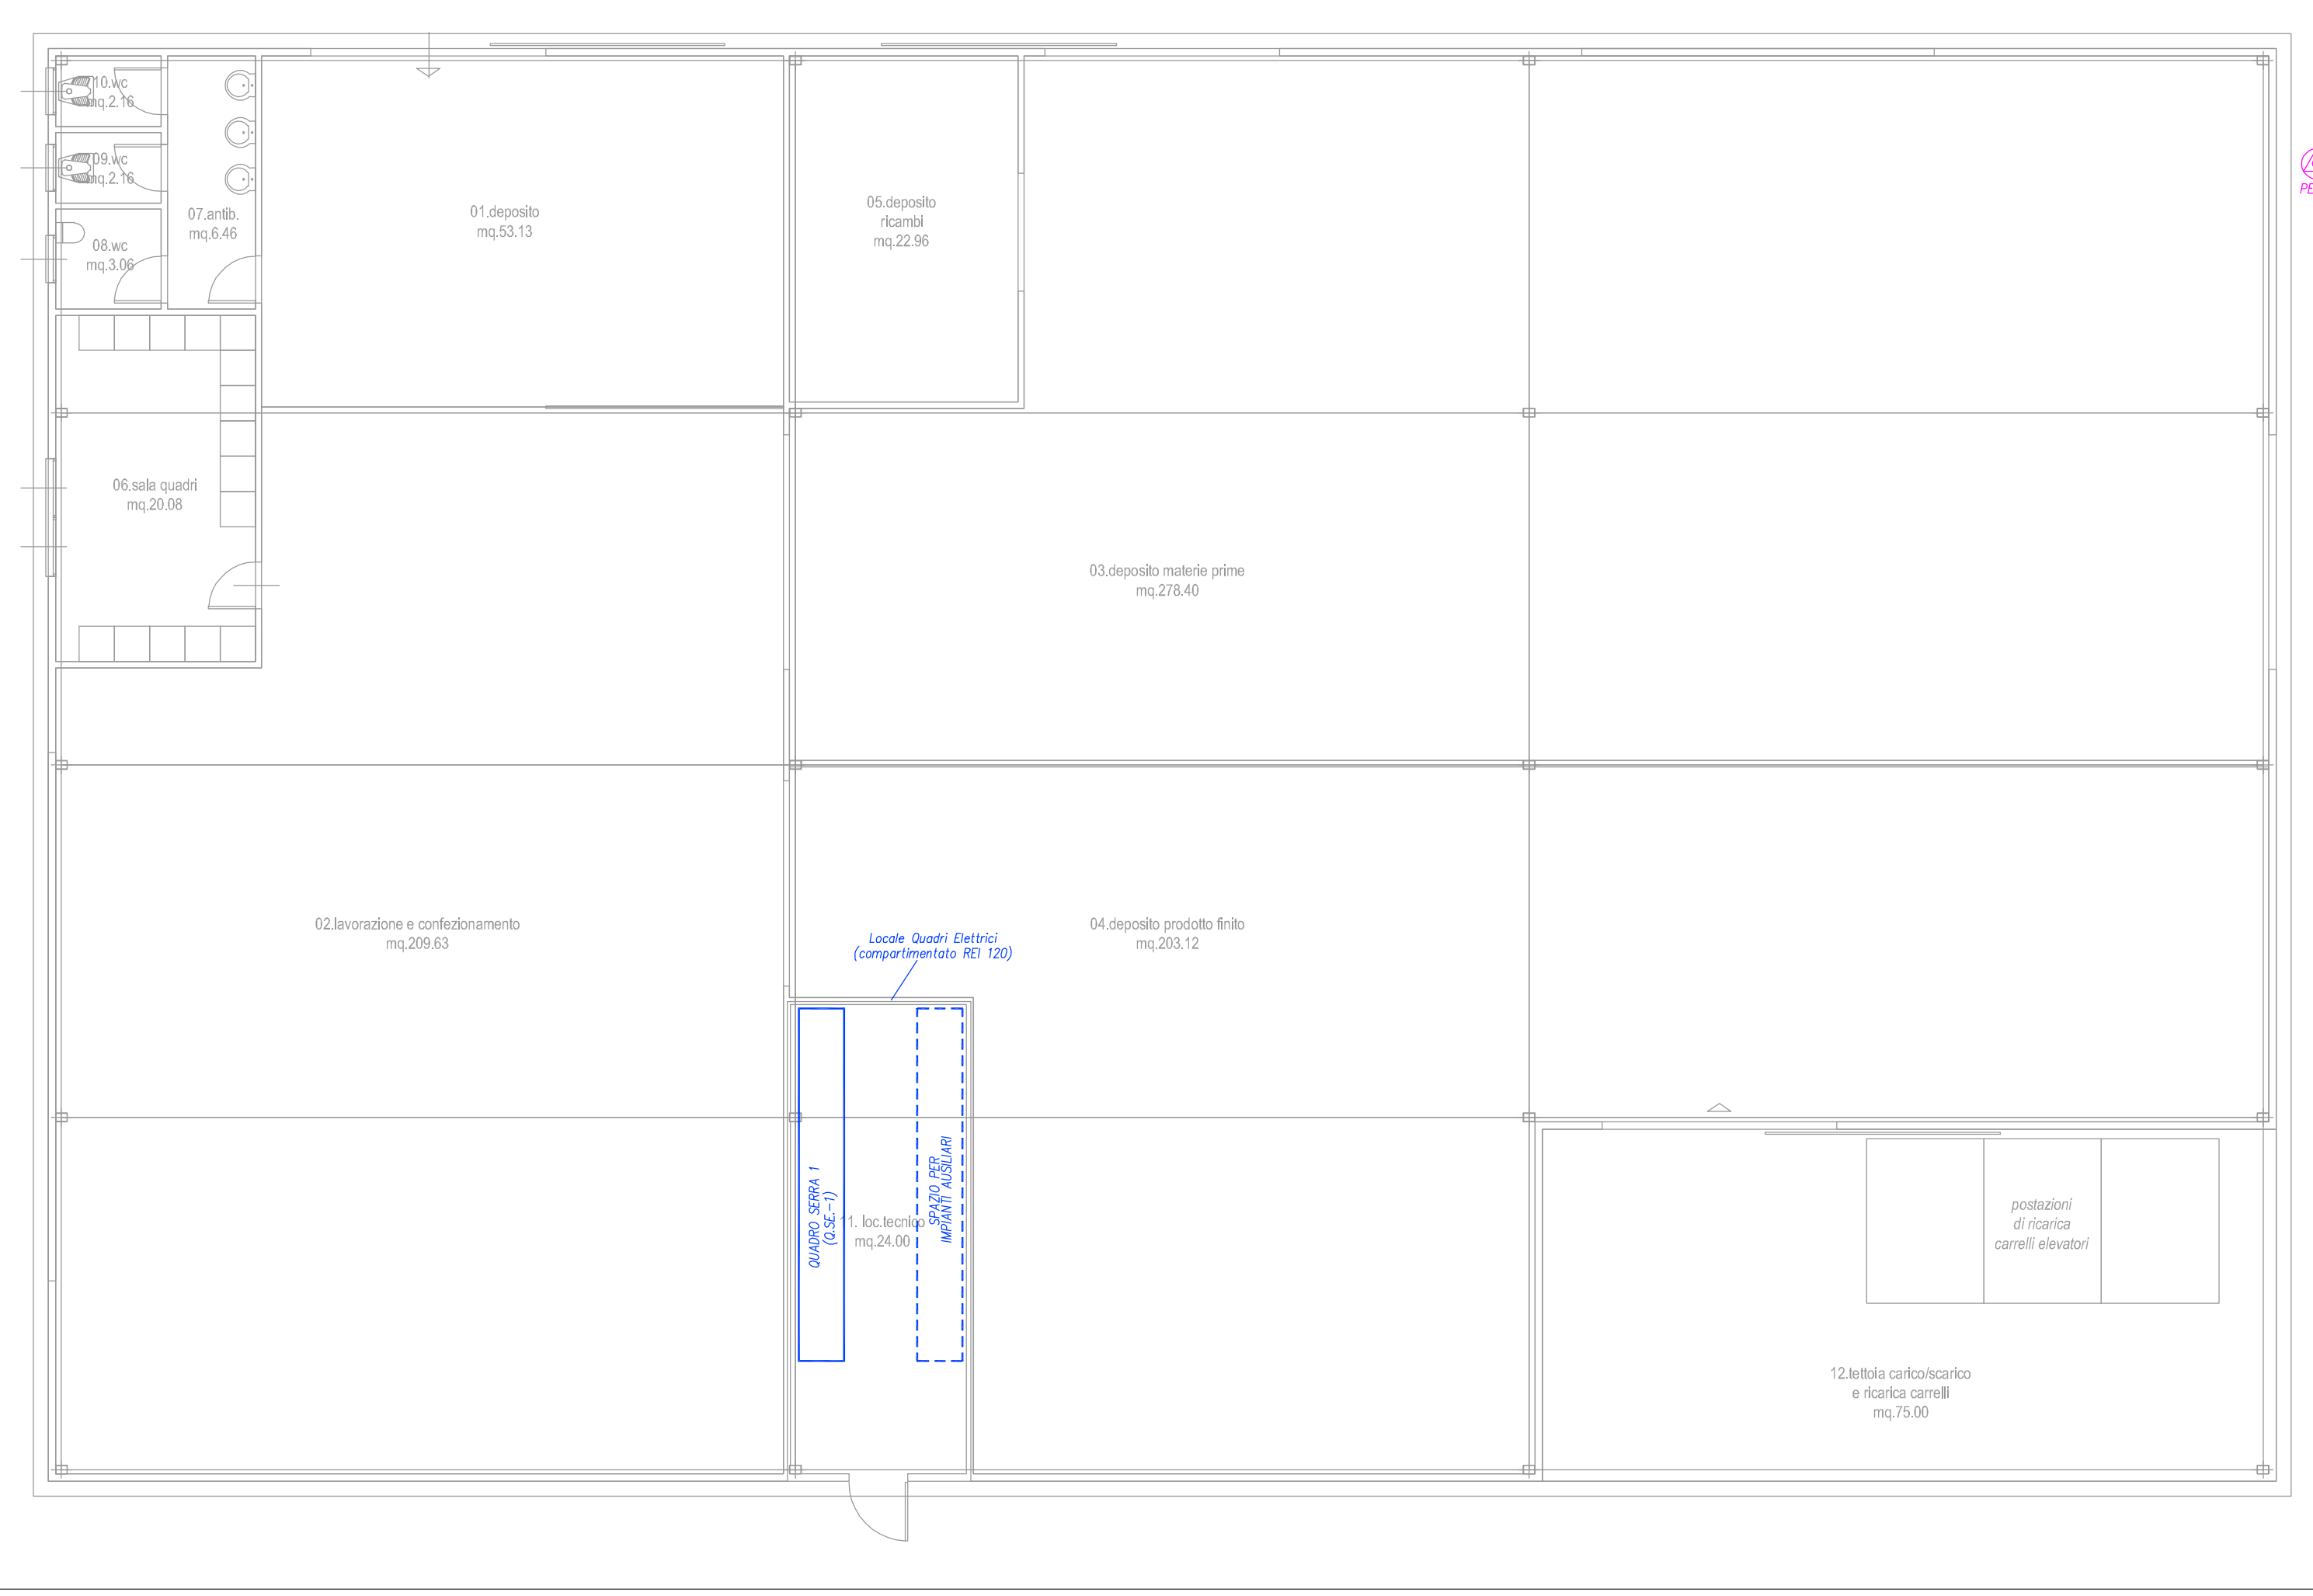 10.wc
mq.2.16
09.wc
mq.2.16
08.wc
mq.3.06
07.antib.
mq.6.46
01.deposito
mq.53.13
05.deposito
ricambi
mq.22.96
PE
06.sala quadri
mq.20.08
03.deposito materie prime
mq.278.40
02.lavorazione e confezionamento
mq.209.63
04.deposito prodotto finito
mq.203.12
Locale Quadri Elettrici
(compartimentato REI 120)
QUADRO SERRA 1
(Q.SE.-1)
11. loc.tecnico
mq.24.00
SPAZIO PER
IMPIANTI AUSILIARI
postazioni
di ricarica
carrelli elevatori
12.tettoia carico/scarico
e ricarica carrelli
mq.75.00